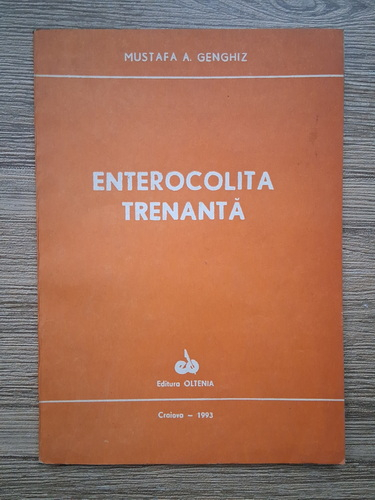 MUSTAFA A. GENGHIZ
ENTEROCOLITA
TRENANTĂ
Editura OLTENIA
Craiova – 1993